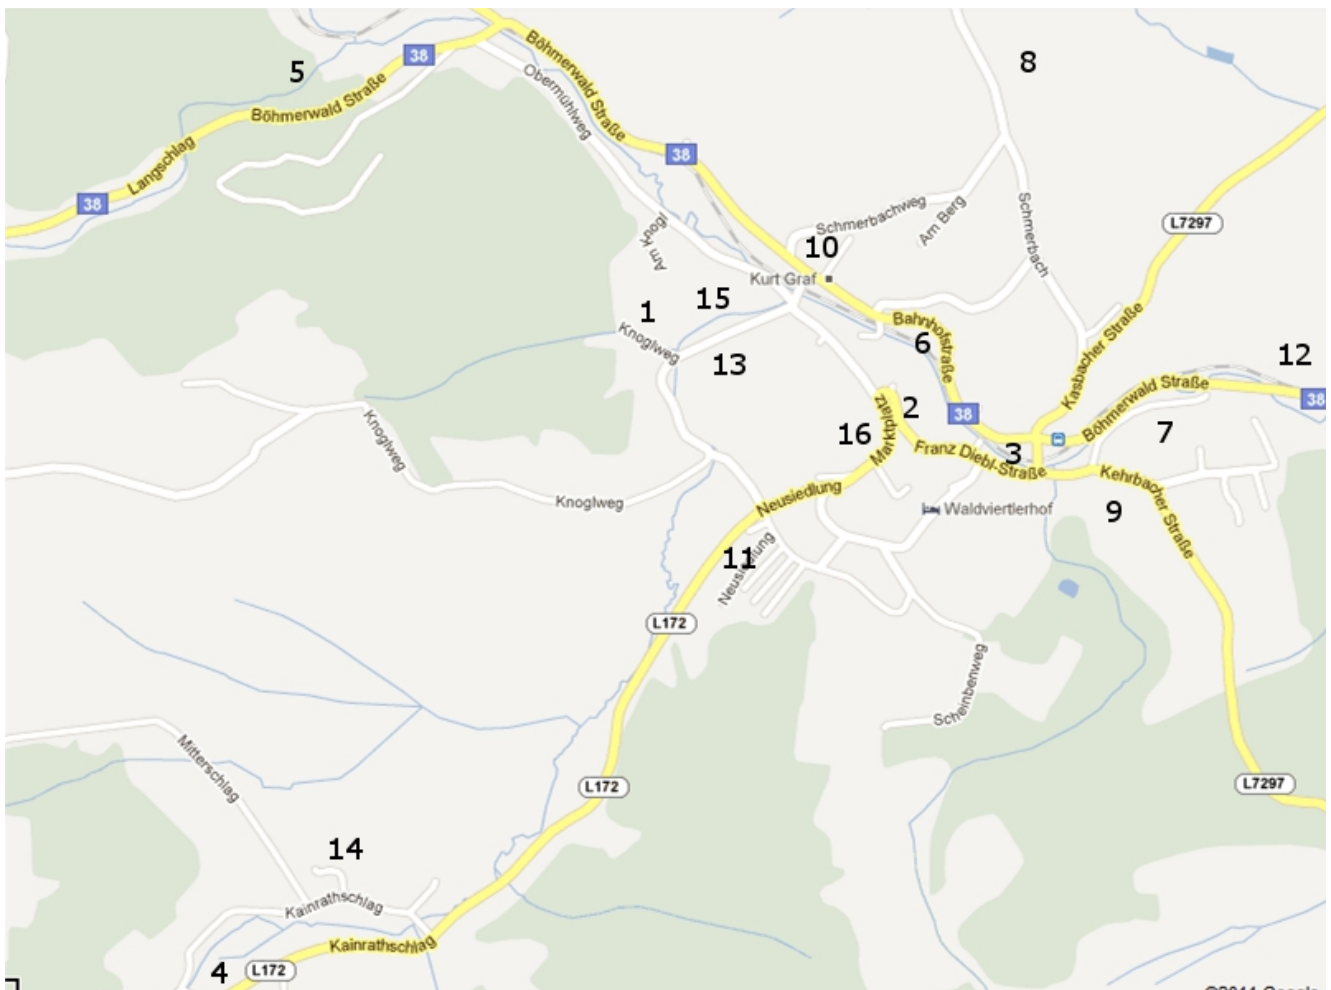 Böhmerwald Straße
8
38
5
Obermühlweg
Böhmerwald Straße
38
Langschlag
38
L7297
Schmerbachweg
Am Berg
Schmerbach
Am Knogl
10
Kurt Graf
15
1
Knoglweg
13
Bahnhofstraße
6
Kasbacher Straße
12
38
Böhmerwald Straße
2
38
Marktplatz
16
7
3
Franz Diebl-Straße
Knoglweg
Kehrbacher Straße
Knoglweg
Neusiedlung
Waldviertlerhof
9
11
Neusiedlung
L172
Scheinbenweg
Mitterschlag
L172
L7297
14
Kainrathschlag
Kainrathschlag
4
L172